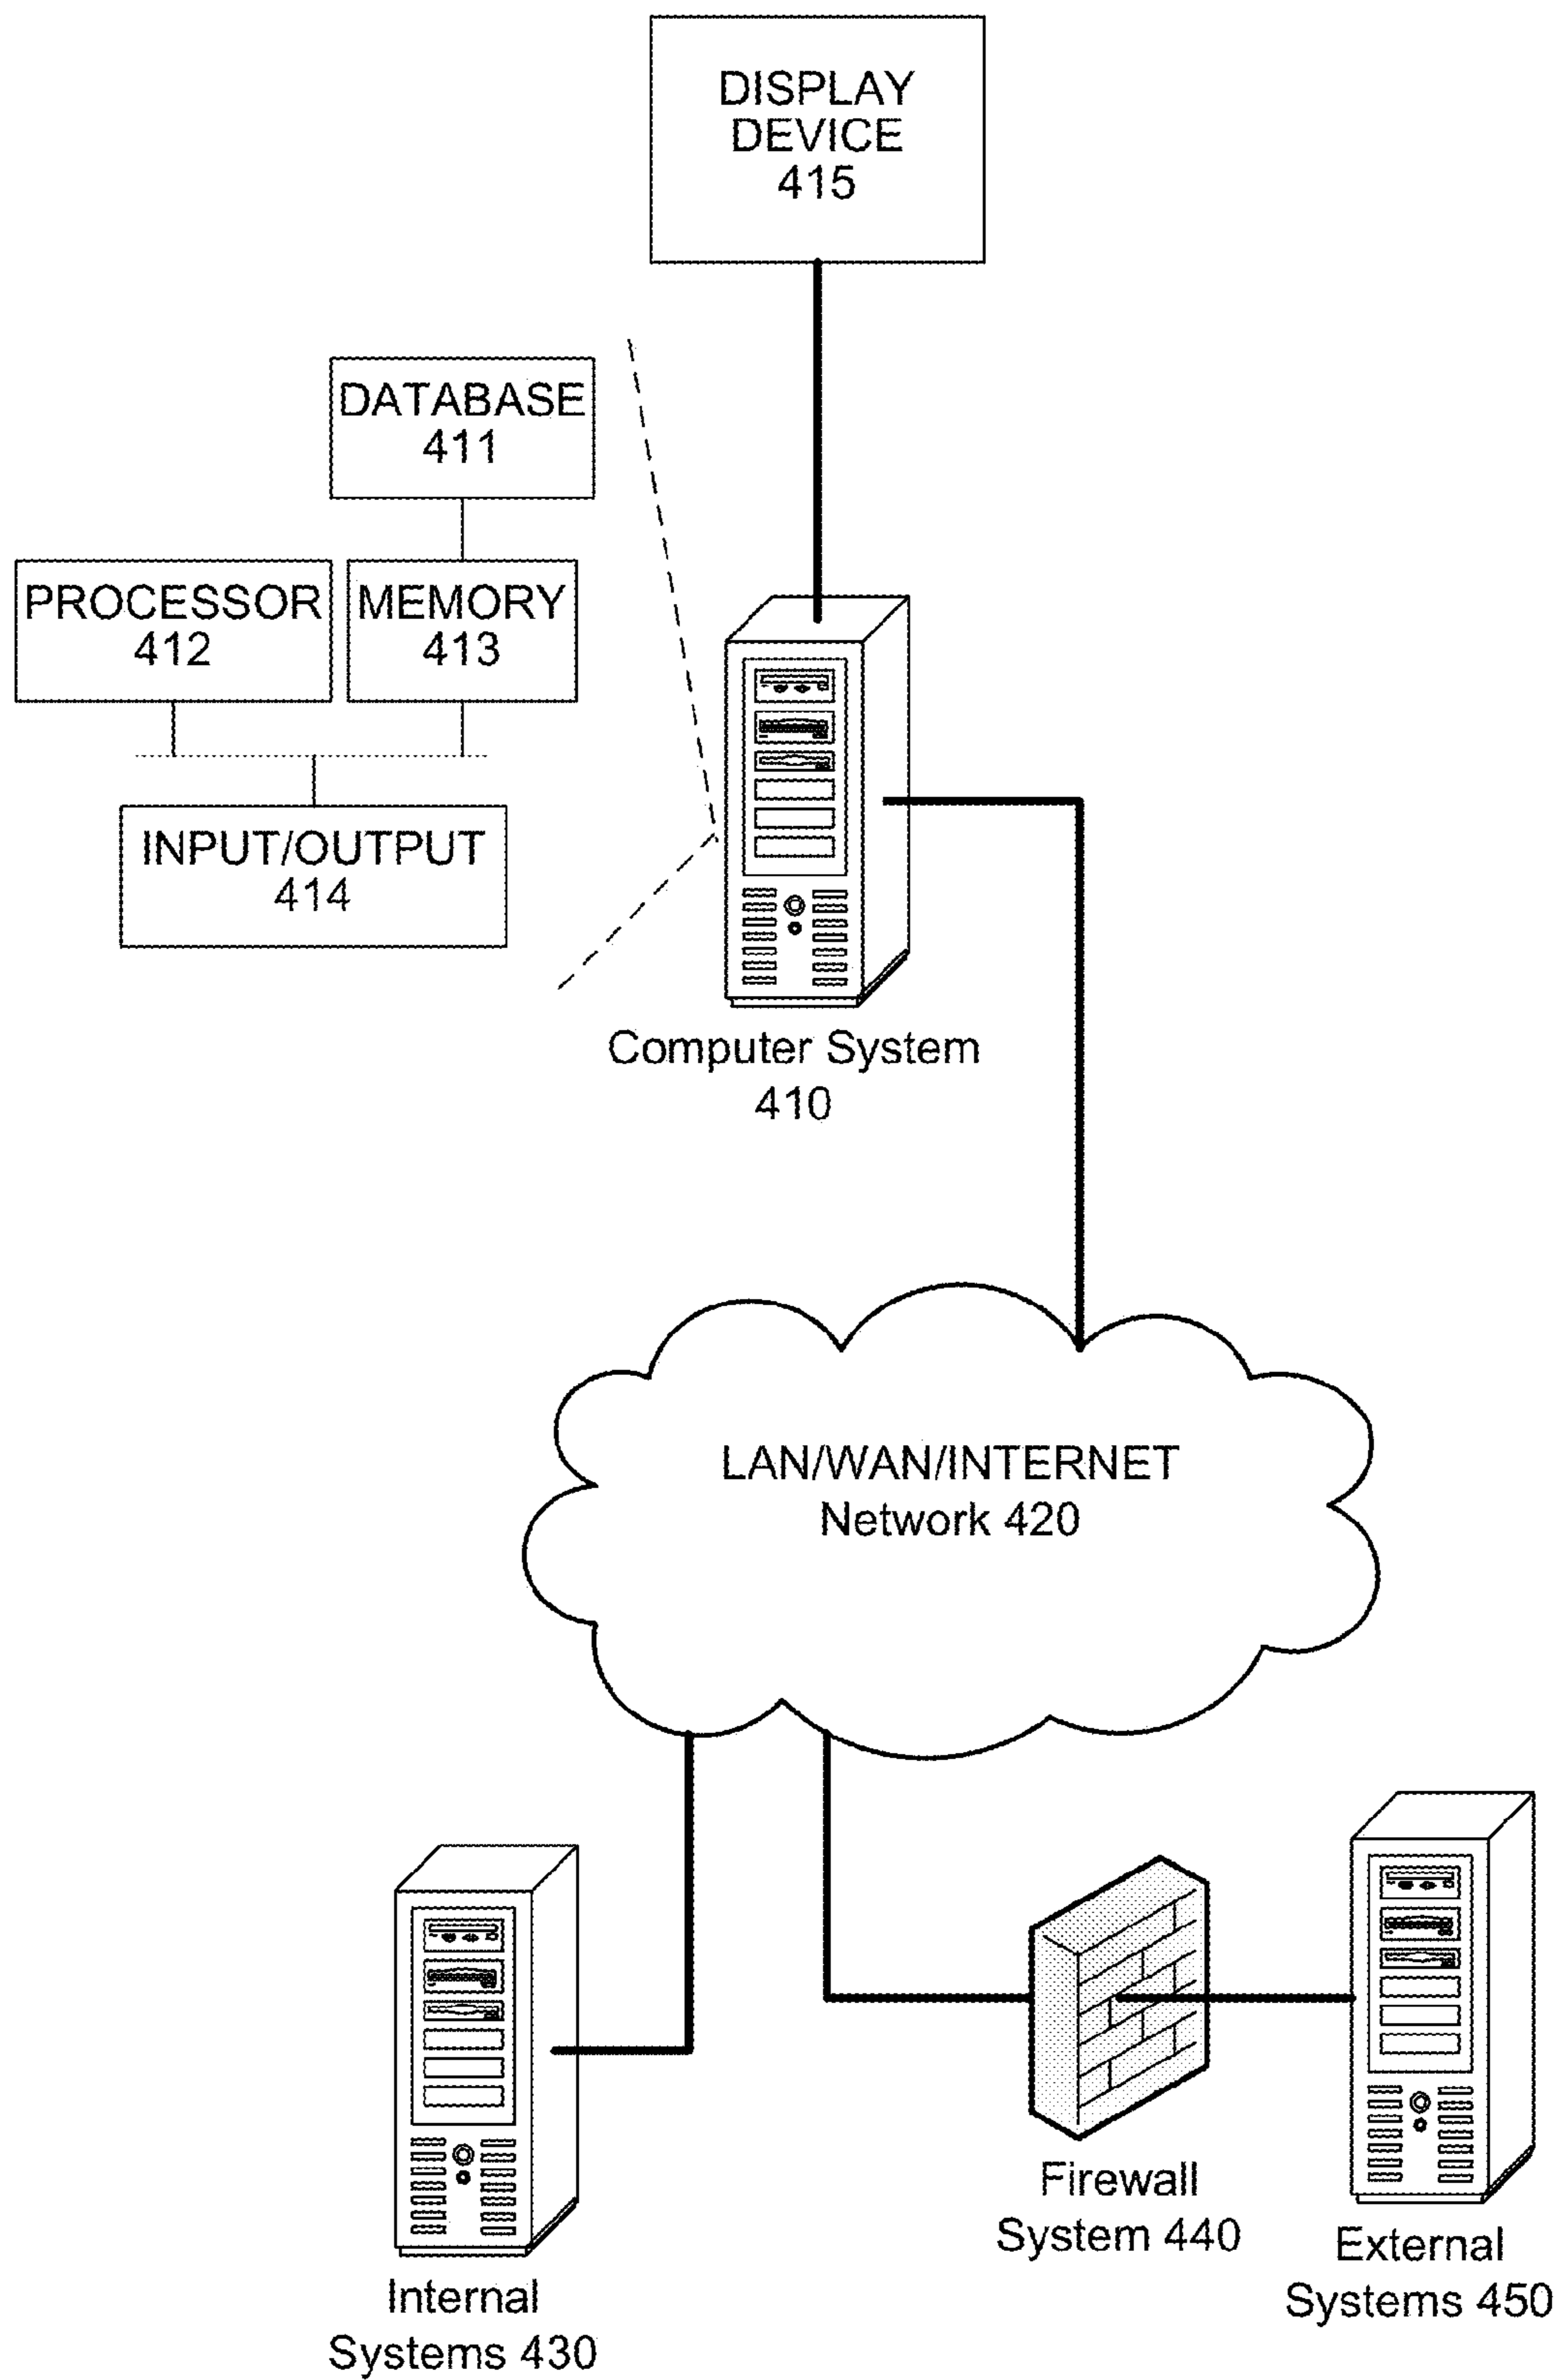 DISPLAY
DEVICE
415
DATABASE
411
PROCESSOR
412
MEMORY
413
INPUT/OUTPUT
414
Computer System
410
LAN/WAN/INTERNET
Network 420
Firewall
System 440
External
Systems 450
Internal
Systems 430